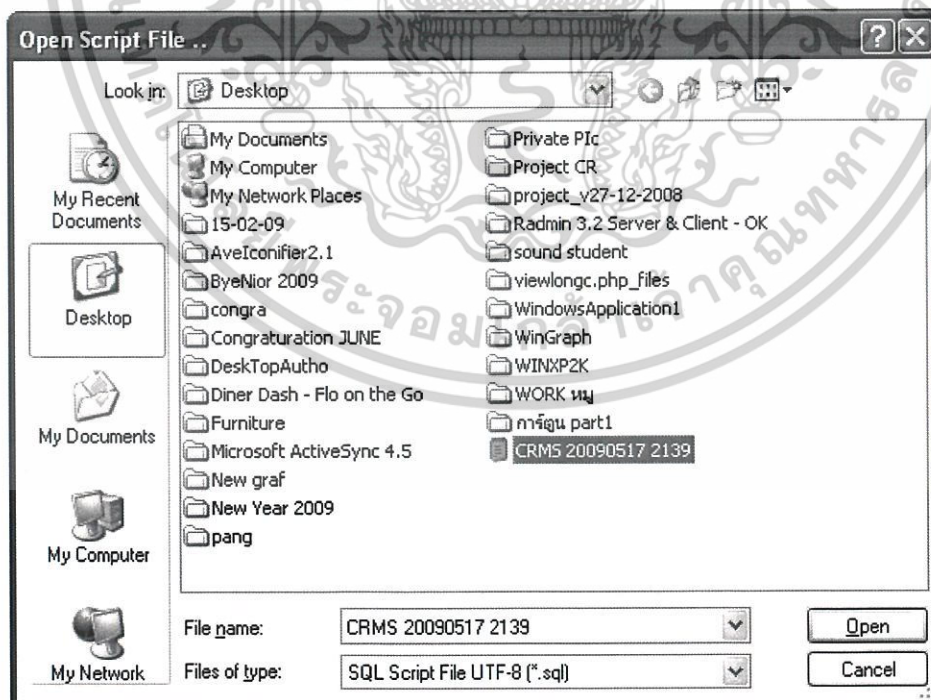 Open Script File ..
Look in:
Desktop
My Recent
Documents
Desktop
My Documents
My Computer
My Network
My Documents
My Computer
My Network Places
15-02-09
AveIconifier2.1
ByeNior 2009
congra
Congraturation JUNE
DeskTopAutho
Diner Dash - Flo on the Go
Furniture
Microsoft ActiveSync 4.5
New graf
New Year 2009
pang
Private PIc
Project CR
project_v27-12-2008
Radmin 3.2 Server & Client - OK
sound student
viewlongc.php_files
WindowsApplication1
WinGraph
WINXP2K
WORK หมู
การ์ตูน part1
CRMS 20090517 2139
File name:
CRMS 20090517 2139
Open
Files of type:
SQL Script File UTF-8 (*.sql)
Cancel